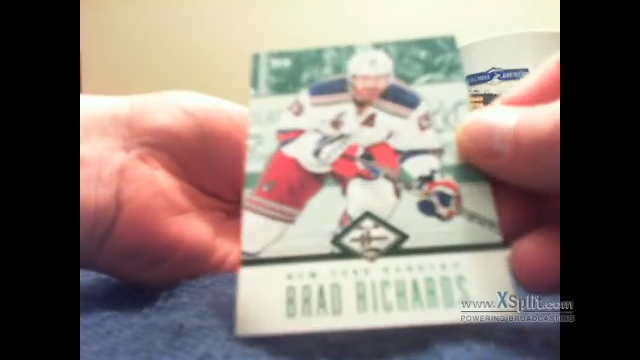 A
NEW YORK RANGERS
BRAD RICHARDS
www.XSplit.com
POWERING BROADCASTING